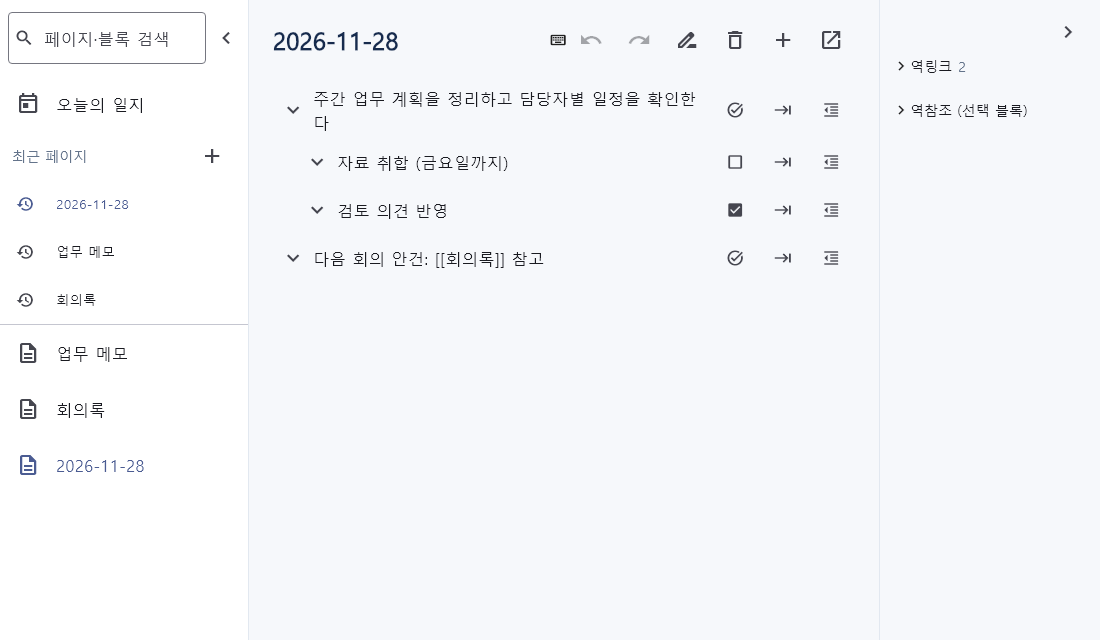 페이지·블록 검색
오늘의 일지
최근 페이지
2026-11-28
업무 메모
회의록
업무 메모
회의록
2026-11-28
2026-11-28
주간 업무 계획을 정리하고 담당자별 일정을 확인한
다
자료 취합 (금요일까지)
검토 의견 반영
다음 회의 안건: [[회의록]] 참고
역링크 2
역참조 (선택 블록)